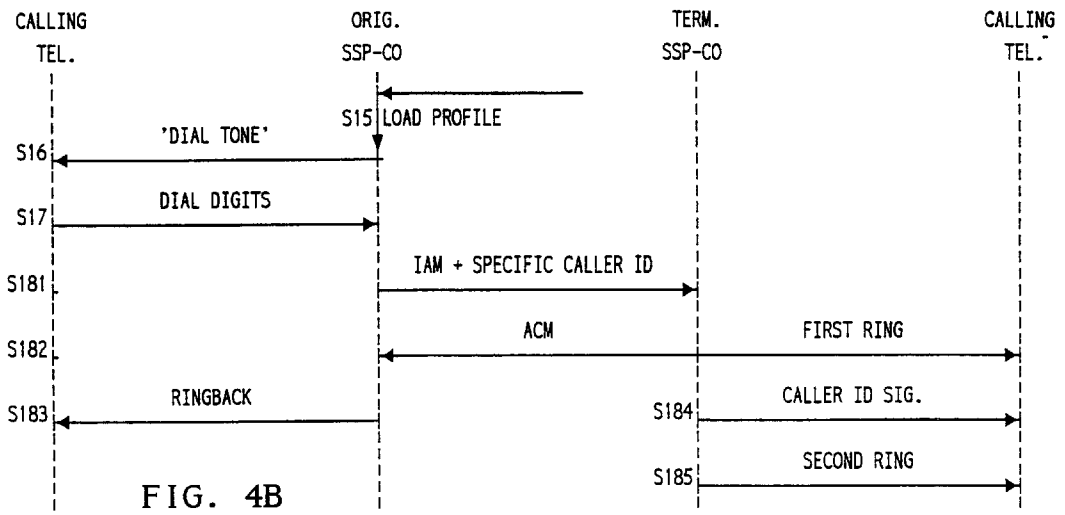 CALLING ORIG. TERM. CALLING
TEL. SSP-CO SSP-CO TEL.
S15 LOAD PROFILE
'DIAL TONE'
S16
DIAL DIGITS
S17
IAM + SPECIFIC CALLER ID
S181
ACM FIRST RING
S182
RINGBACK CALLER ID SIG.
S183 S184
SECOND RING
S185
FIG. 4B